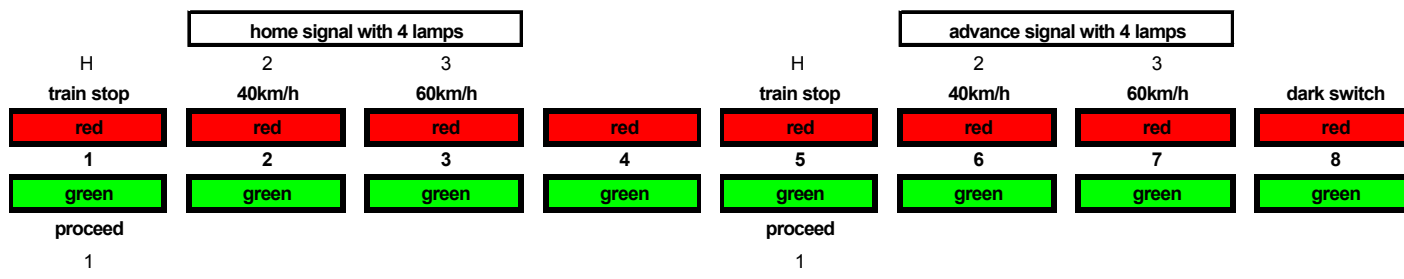 home signal with 4 lamps advance signal with 4 lamps
H 2 3 H 2 3
train stop 40km/h 60km/h train stop 40km/h 60km/h dark switch
red red red red red red red red
1 2 3 4 5 6 7 8
green green green green green green green green
proceed proceed
1 1